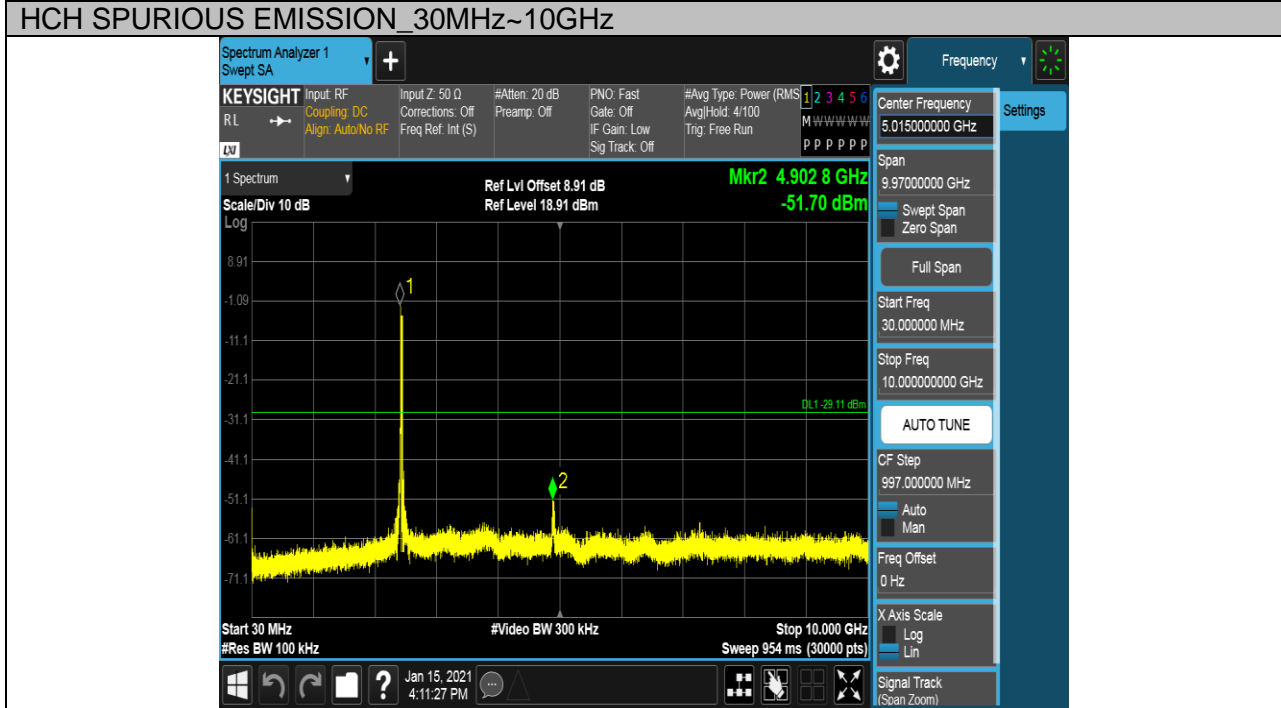 HCH SPURIOUS EMISSION_30MHz~10GHz
Spectrum Analyzer 1
Swept SA
+
Frequency
KEYSIGHT
RL
LXI
Input: RF
Coupling: DC
Align: Auto/No RF
Input Z: 50 Ω
Corrections: Off
Freq Ref: Int (S)
#Atten: 20 dB
Preamp: Off
PNO: Fast
Gate: Off
IF Gain: Low
Sig Track: Off
#Avg Type: Power (RMS
Avg|Hold: 4/100
Trig: Free Run
1 2 3 4 5 6
M W W W W W
P P P P P P
1 Spectrum
Scale/Div 10 dB
Log
Ref Lvl Offset 8.91 dB
Ref Level 18.91 dBm
Mkr2 4.902 8 GHz
-51.70 dBm
8.91
-1.09
-11.1
-21.1
-31.1
-41.1
-51.1
-61.1
-71.1
1
2
DL1 -29.11 dBm
Start 30 MHz
#Res BW 100 kHz
#Video BW 300 kHz
Stop 10.000 GHz
Sweep 954 ms (30000 pts)
Jan 15, 2021
4:11:27 PM
?
Center Frequency
5.015000000 GHz
Settings
Span
9.97000000 GHz
Swept Span
Zero Span
Full Span
Start Freq
30.000000 MHz
Stop Freq
10.000000000 GHz
AUTO TUNE
CF Step
997.000000 MHz
Auto
Man
Freq Offset
0 Hz
X Axis Scale
Log
Lin
Signal Track
(Span Zoom)